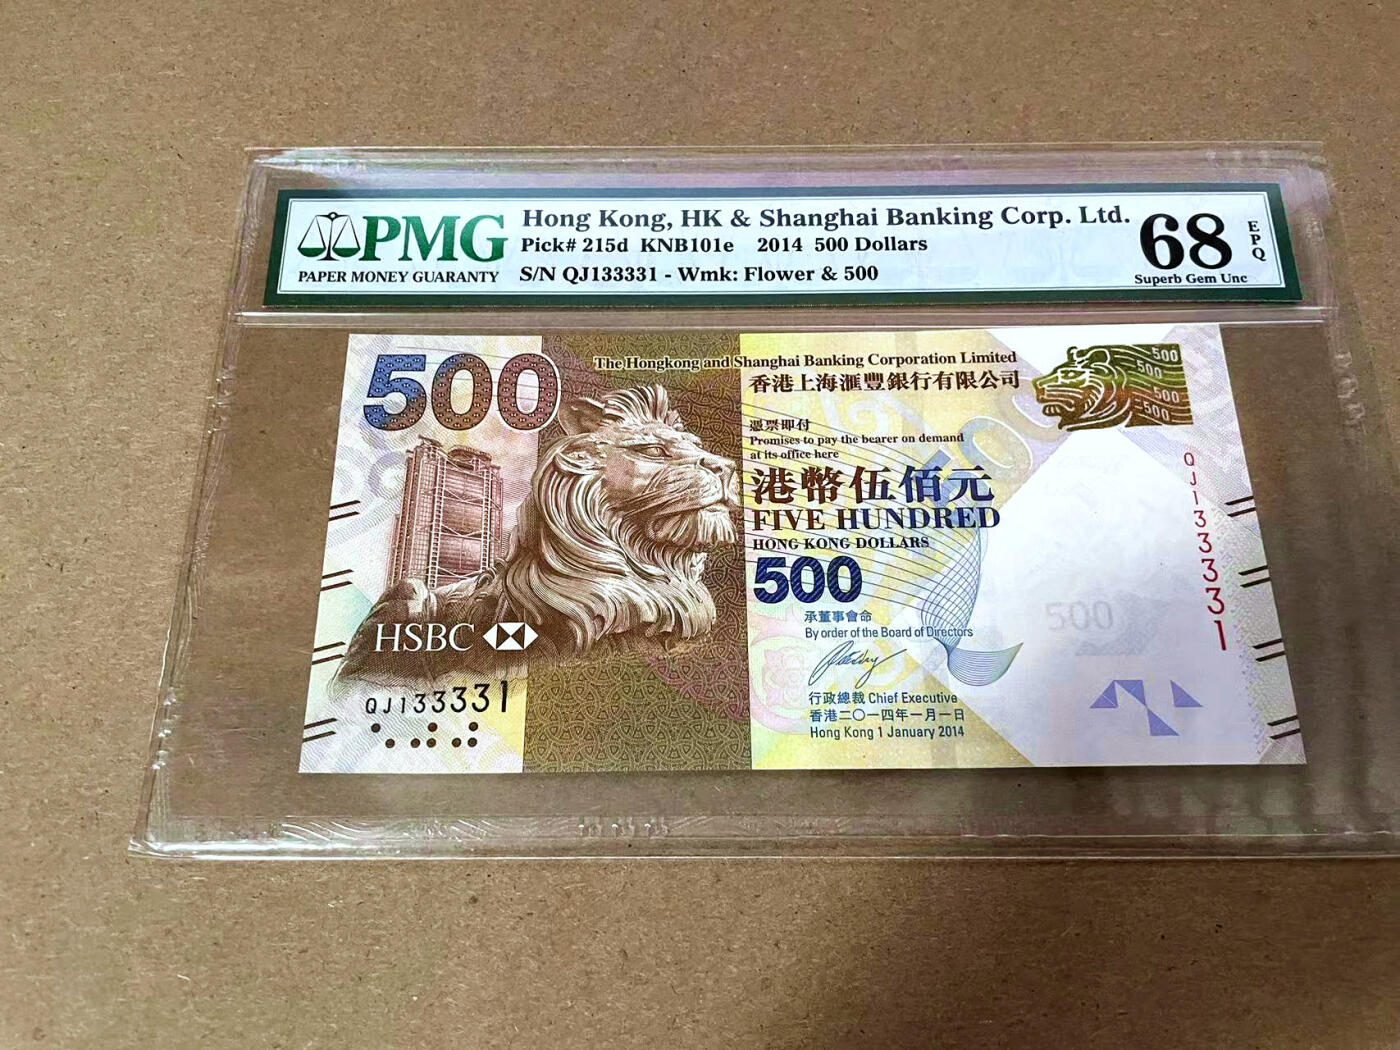 PMG
PAPER MONEY GUARANTY
Hong Kong, HK & Shanghai Banking Corp. Ltd.
Pick# 215d KNB101e 2014 500 Dollars
S/N QJ133331 - Wmk: Flower & 500
68
EPQ
Superb Gem Unc
500
The Hongkong and Shanghai Banking Corporation Limited
香港上海滙豐銀行有限公司
500
500
500
500
憑票即付
Promises to pay the bearer on demand
at its office here
港幣伍佰元
FIVE HUNDRED
HONG KONG DOLLARS
500
500
500
承董事會命
By order of the Board of Directors
行政總裁 Chief Executive
香港二〇一四年一月一日
Hong Kong 1 January 2014
HSBC
QJ133331
QJ133331